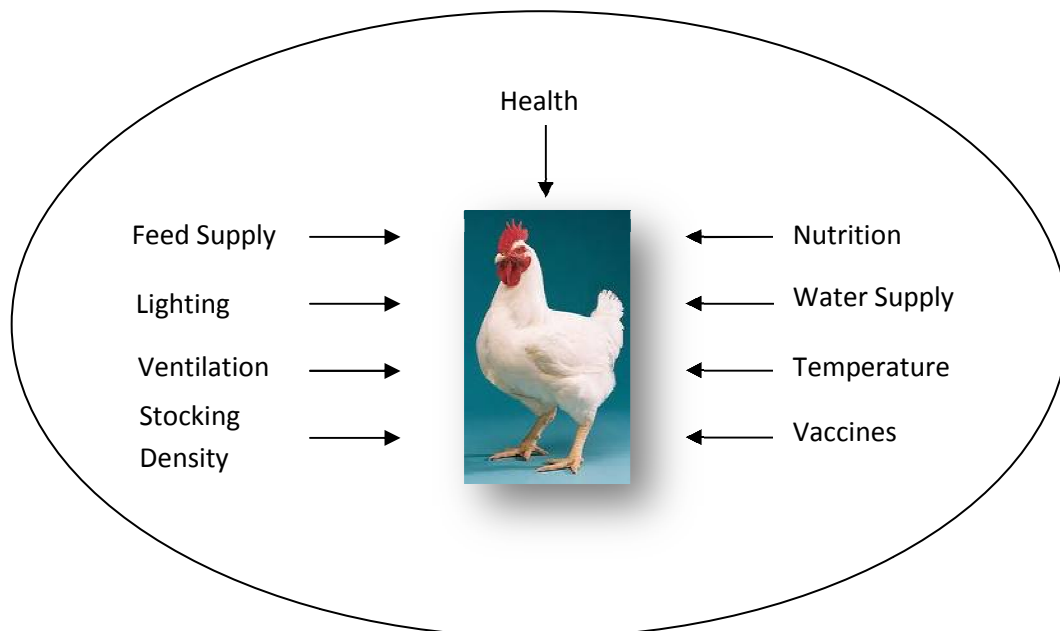 Health
Feed Supply
Nutrition
Lighting
Water Supply
Ventilation
Temperature
Stocking
Density
Vaccines